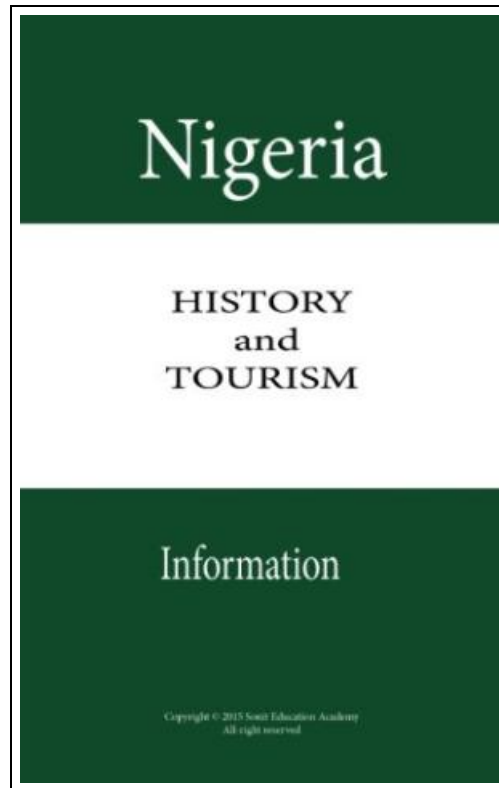 Nigeria
HISTORY
and
TOURISM
Information
Copyright © 2015 Sonit Education Academy
All right reserved